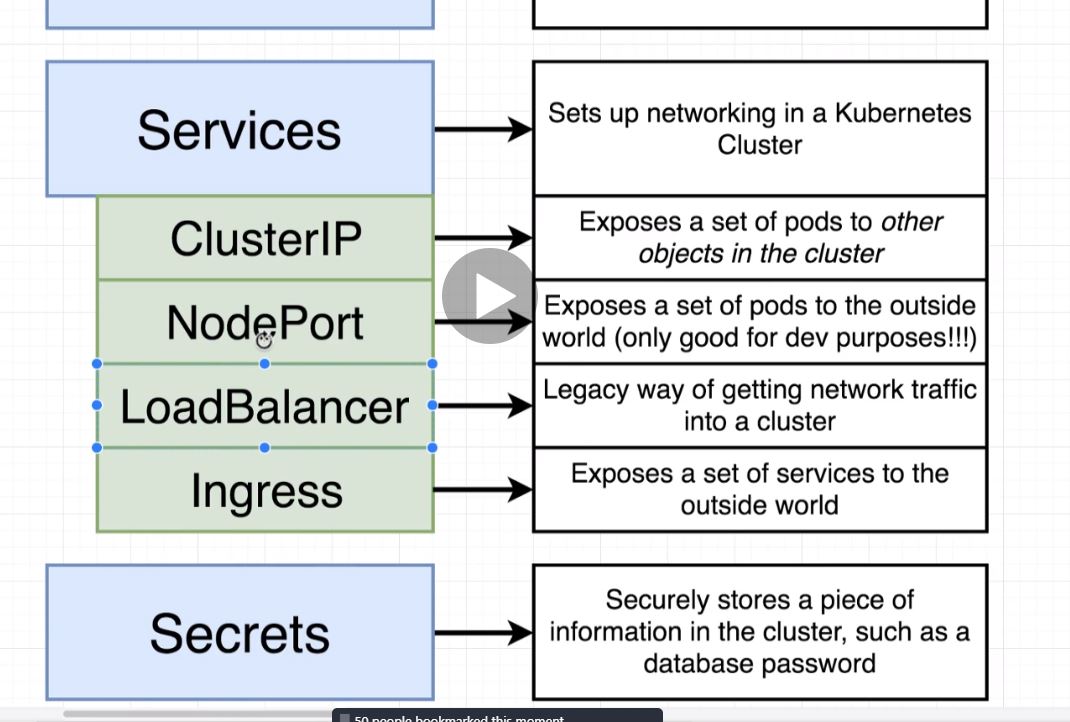 Services
Sets up networking in a Kubernetes
Cluster
ClusterIP
Exposes a set of pods to other
objects in the cluster
NodePort
Exposes a set of pods to the outside
world (only good for dev purposes!!!)
LoadBalancer
Legacy way of getting network traffic
into a cluster
Ingress
Exposes a set of services to the
outside world
Secrets
Securely stores a piece of
information in the cluster, such as a
database password
50 people bookmarked this moment